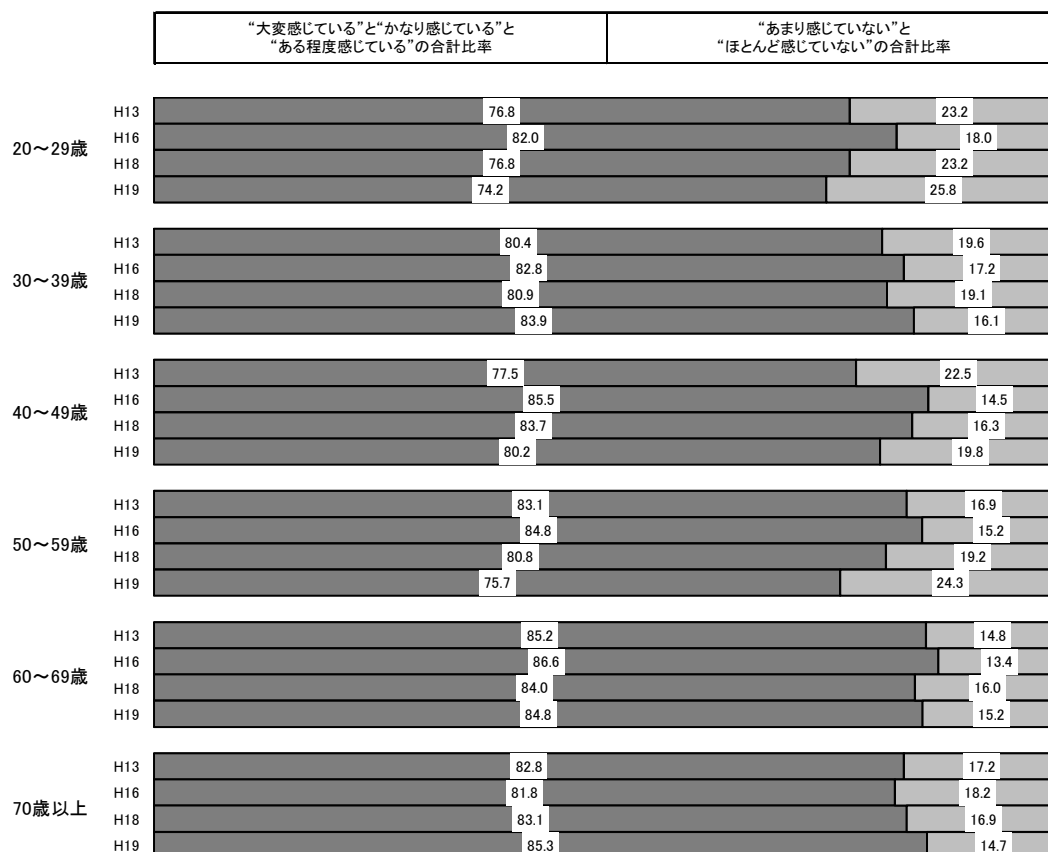 “大変感じている”と“かなり感じている”と
“ある程度感じている”の合計比率
“あまり感じていない”と
“ほとんど感じていない”の合計比率
20～29歳
H13 76.8 23.2
H16 82.0 18.0
H18 76.8 23.2
H19 74.2 25.8
30～39歳
H13 80.4 19.6
H16 82.8 17.2
H18 80.9 19.1
H19 83.9 16.1
40～49歳
H13 77.5 22.5
H16 85.5 14.5
H18 83.7 16.3
H19 80.2 19.8
50～59歳
H13 83.1 16.9
H16 84.8 15.2
H18 80.8 19.2
H19 75.7 24.3
60～69歳
H13 85.2 14.8
H16 86.6 13.4
H18 84.0 16.0
H19 84.8 15.2
70歳以上
H13 82.8 17.2
H16 81.8 18.2
H18 83.1 16.9
H19 85.3 14.7